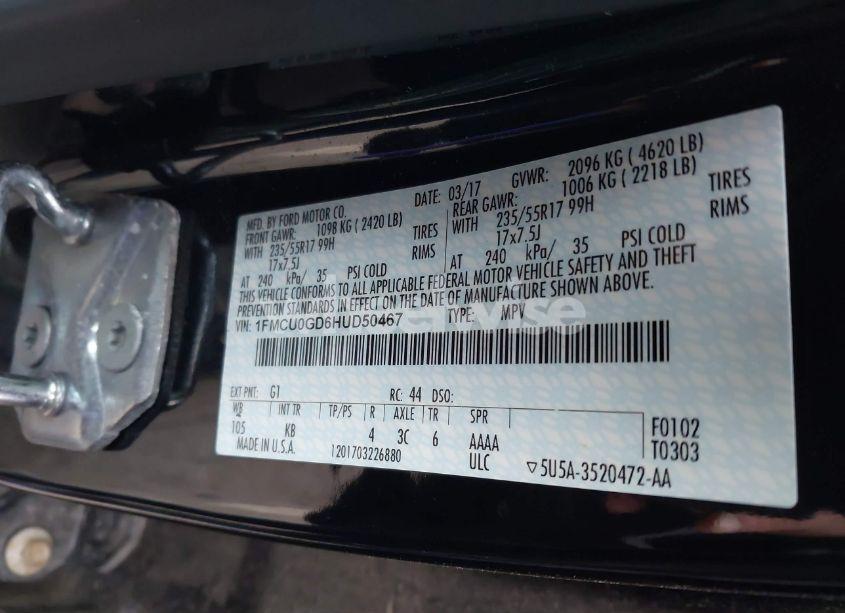 MFD. BY FORD MOTOR CO. DATE: 03/17 GVWR: 2096 KG ( 4620 LB)
FRONT GAWR: 1098 KG ( 2420 LB) REAR GAWR: 1006 KG ( 2218 LB)
WITH 235/55R17 99H TIRES WITH 235/55R17 99H TIRES
17x7.5J RIMS 17x7.5J RIMS
AT 240 kPa/ 35 PSI COLD AT 240 kPa/ 35 PSI COLD
THIS VEHICLE CONFORMS TO ALL APPLICABLE FEDERAL MOTOR VEHICLE SAFETY AND THEFT
PREVENTION STANDARDS IN EFFECT ON THE DATE OF MANUFACTURE SHOWN ABOVE.
VIN: 1FMCU0GD6HUD50467 TYPE: MPV
EXT PNT: G1 RC: 44 DSO:
WB INT TR TP/PS R AXLE TR SPR
105 KB 4 3C 6 AAAA F0102
MADE IN U.S.A. 1201703226880 ULC T0303
▽5U5A-3520472-AA